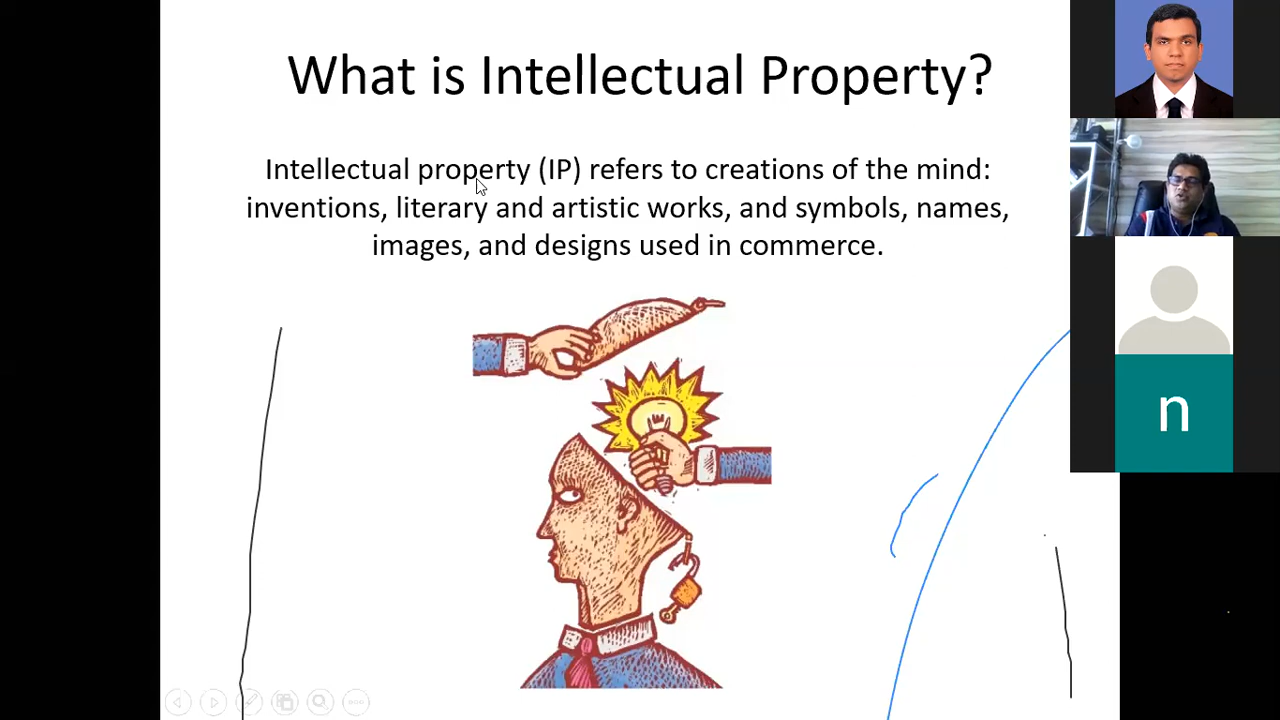 What is Intellectual Property?
Intellectual property (IP) refers to creations of the mind:
inventions, literary and artistic works, and symbols, names,
images, and designs used in commerce.
n